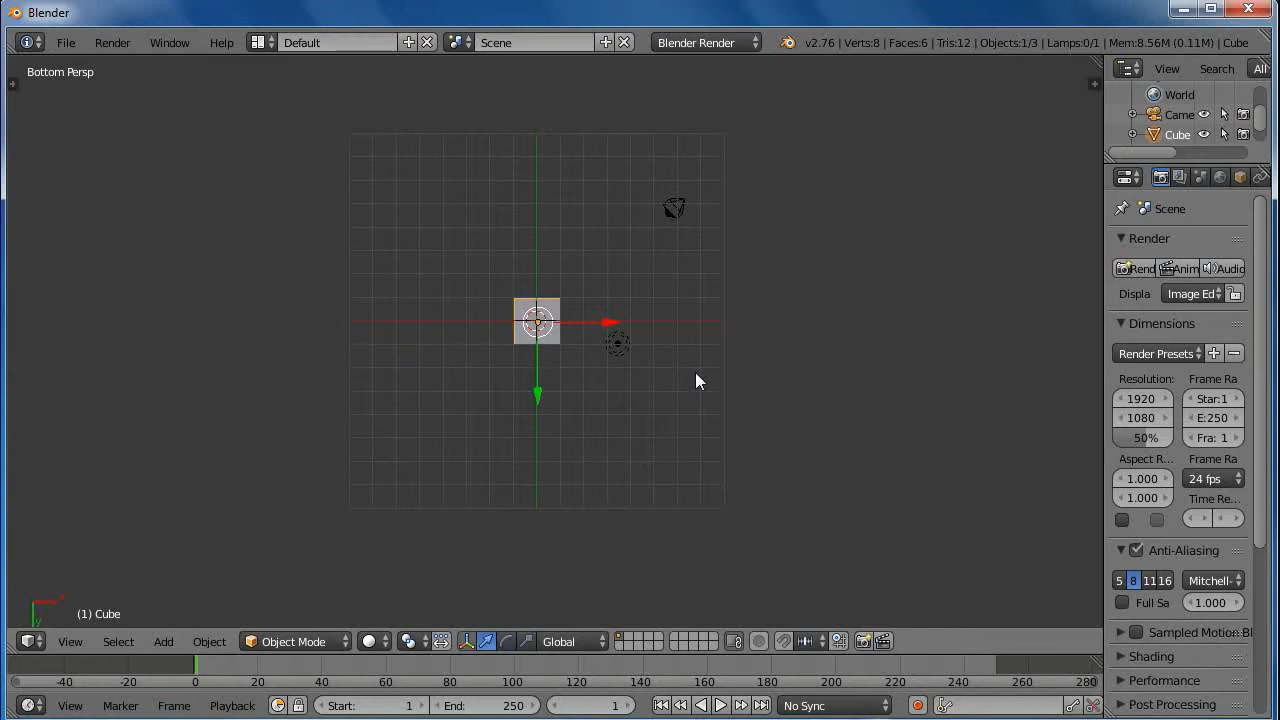 Blender
File Render Window Help Default Scene Blender Render v2.76 | Verts:8 | Faces:6 | Tris:12 | Objects:1/3 | Lamps:0/1 | Mem:8.56M (0.11M) | Cube
Bottom Persp
View Search All
World
Came
Cube
Scene
Render
Rend Anim Audio
Displa Image Ed
Dimensions
Render Presets
Resolution: Frame Ra
1920 Star:1
1080 E:250
50% Fra: 1
Aspect R... Frame Ra
1.000 24 fps
1.000 Time Re...
Anti-Aliasing
5 8 11 16 Mitchell-
Full Sa 1.000
Sampled Motion Bl
Shading
Performance
Post Processing
x
y
(1) Cube
View Select Add Object Object Mode Global
-40 -20 0 20 40 60 80 100 120 140 160 180 200 220 240 260 280
View Marker Frame Playback Start: 1 End: 250 1 No Sync